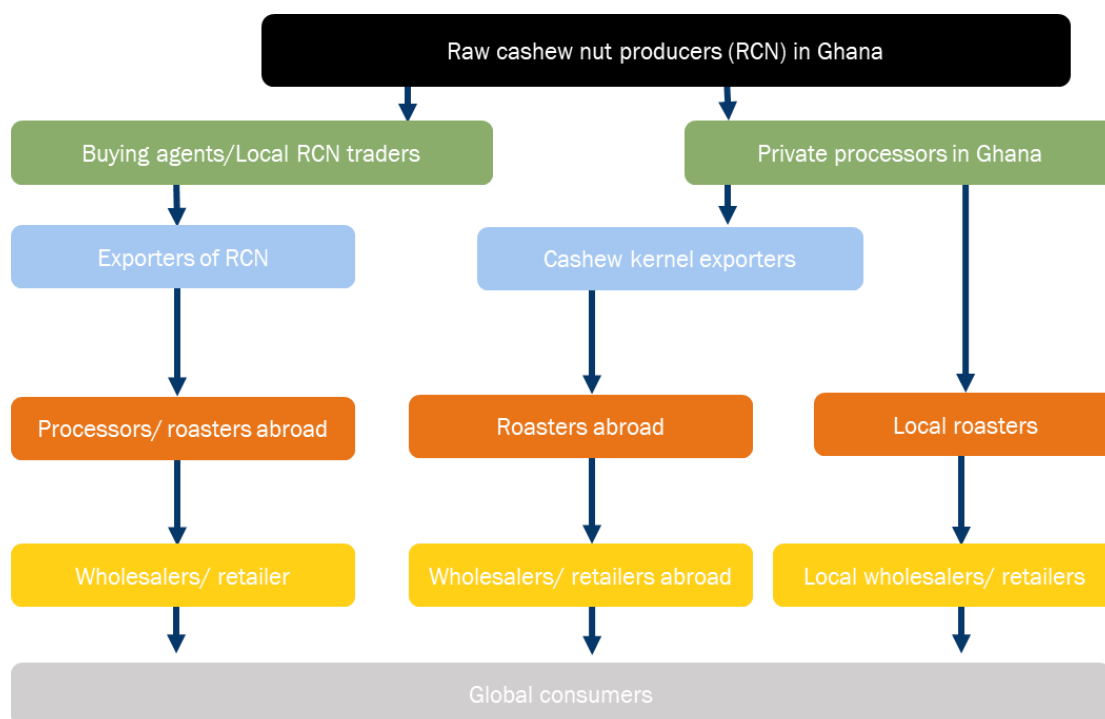 Raw cashew nut producers (RCN) in Ghana
Buying agents/Local RCN traders
Private processors in Ghana
Exporters of RCN
Cashew kernel exporters
Processors/ roasters abroad
Roasters abroad
Local roasters
Wholesalers/ retailer
Wholesalers/ retailers abroad
Local wholesalers/ retailers
Global consumers